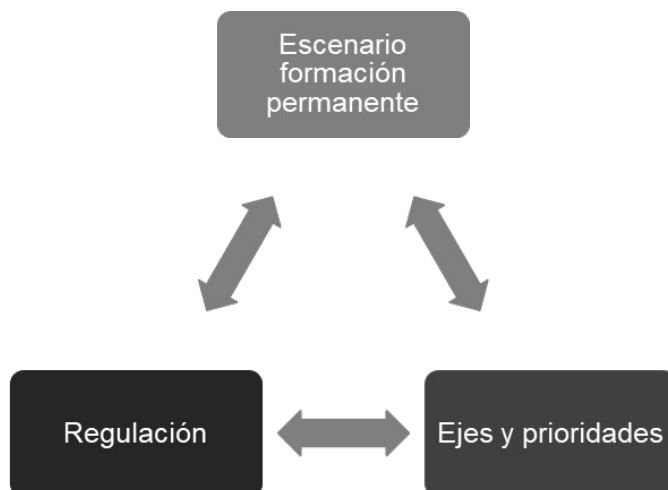 Escenario
formación
permanente
Regulación
Ejes y prioridades